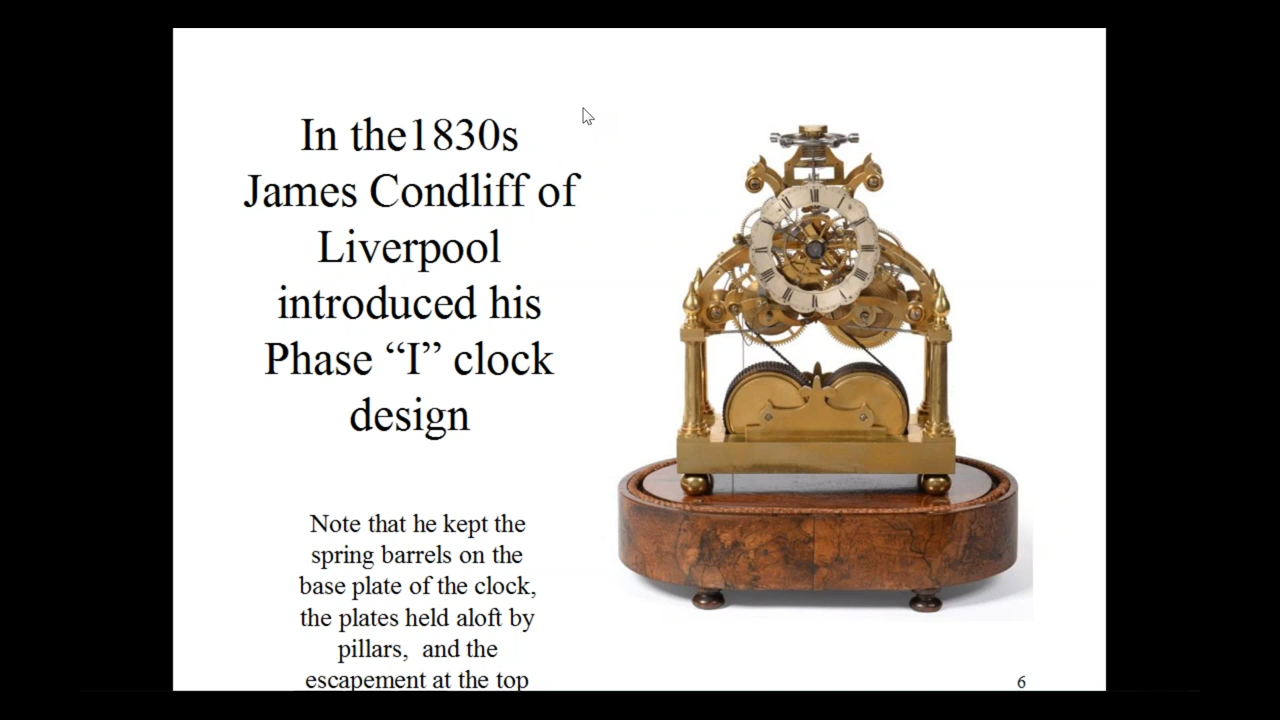 In the1830s
James Condliff of
Liverpool
introduced his
Phase “I” clock
design
Note that he kept the
spring barrels on the
base plate of the clock,
the plates held aloft by
pillars,  and the
escapement at the top
6